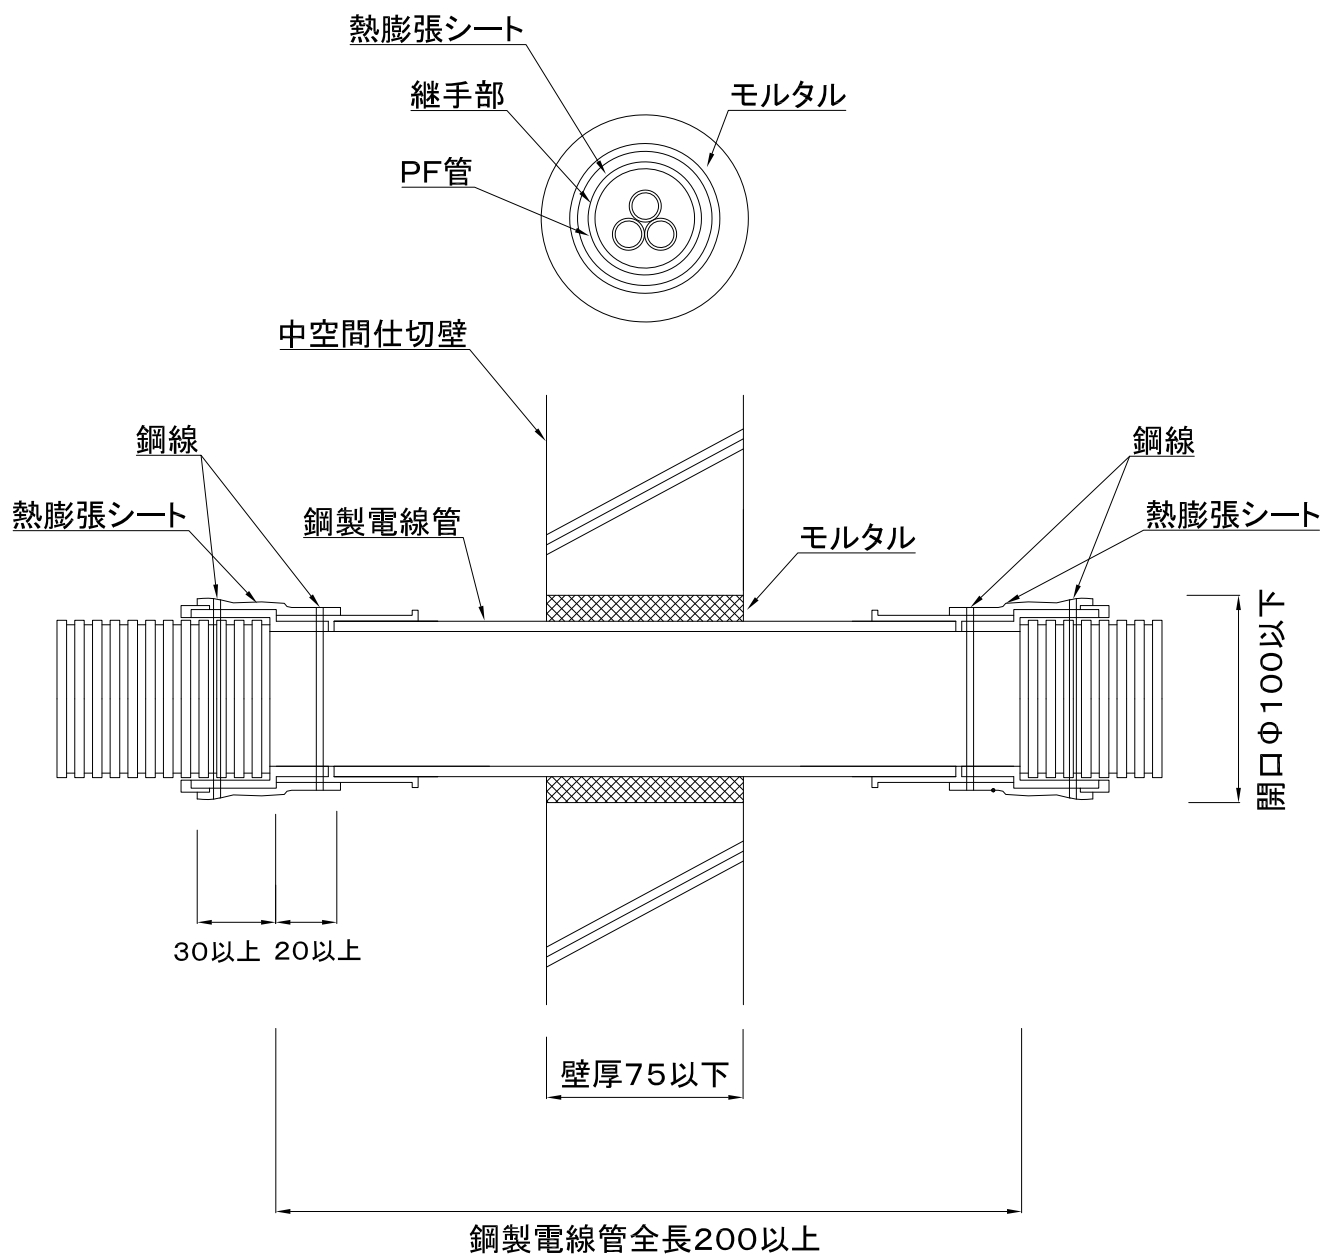 熱膨張シート
継手部
モルタル
PF管
中空間仕切壁
鋼線
鋼線
熱膨張シート
鋼製電線管
モルタル
熱膨張シート
開口Φ100以下
30以上
20以上
壁厚75以下
鋼製電線管全長200以上